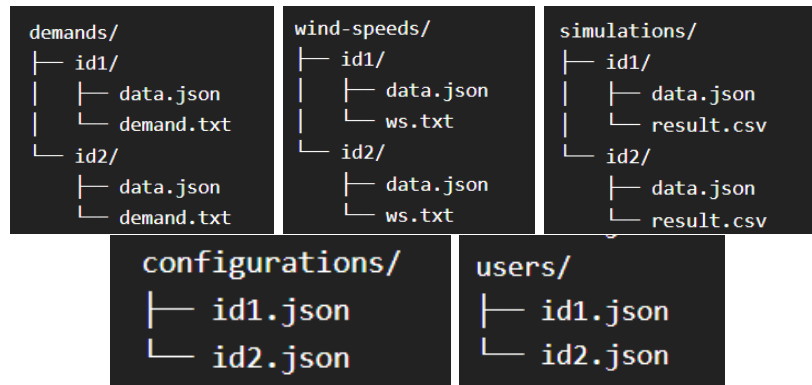 demands/
├── id1/
│   ├── data.json
│   └── demand.txt
└── id2/
    ├── data.json
    └── demand.txt
wind-speeds/
├── id1/
│   ├── data.json
│   └── ws.txt
└── id2/
    ├── data.json
    └── ws.txt
simulations/
├── id1/
│   ├── data.json
│   └── result.csv
└── id2/
    ├── data.json
    └── result.csv
configurations/
├── id1.json
└── id2.json
users/
├── id1.json
└── id2.json